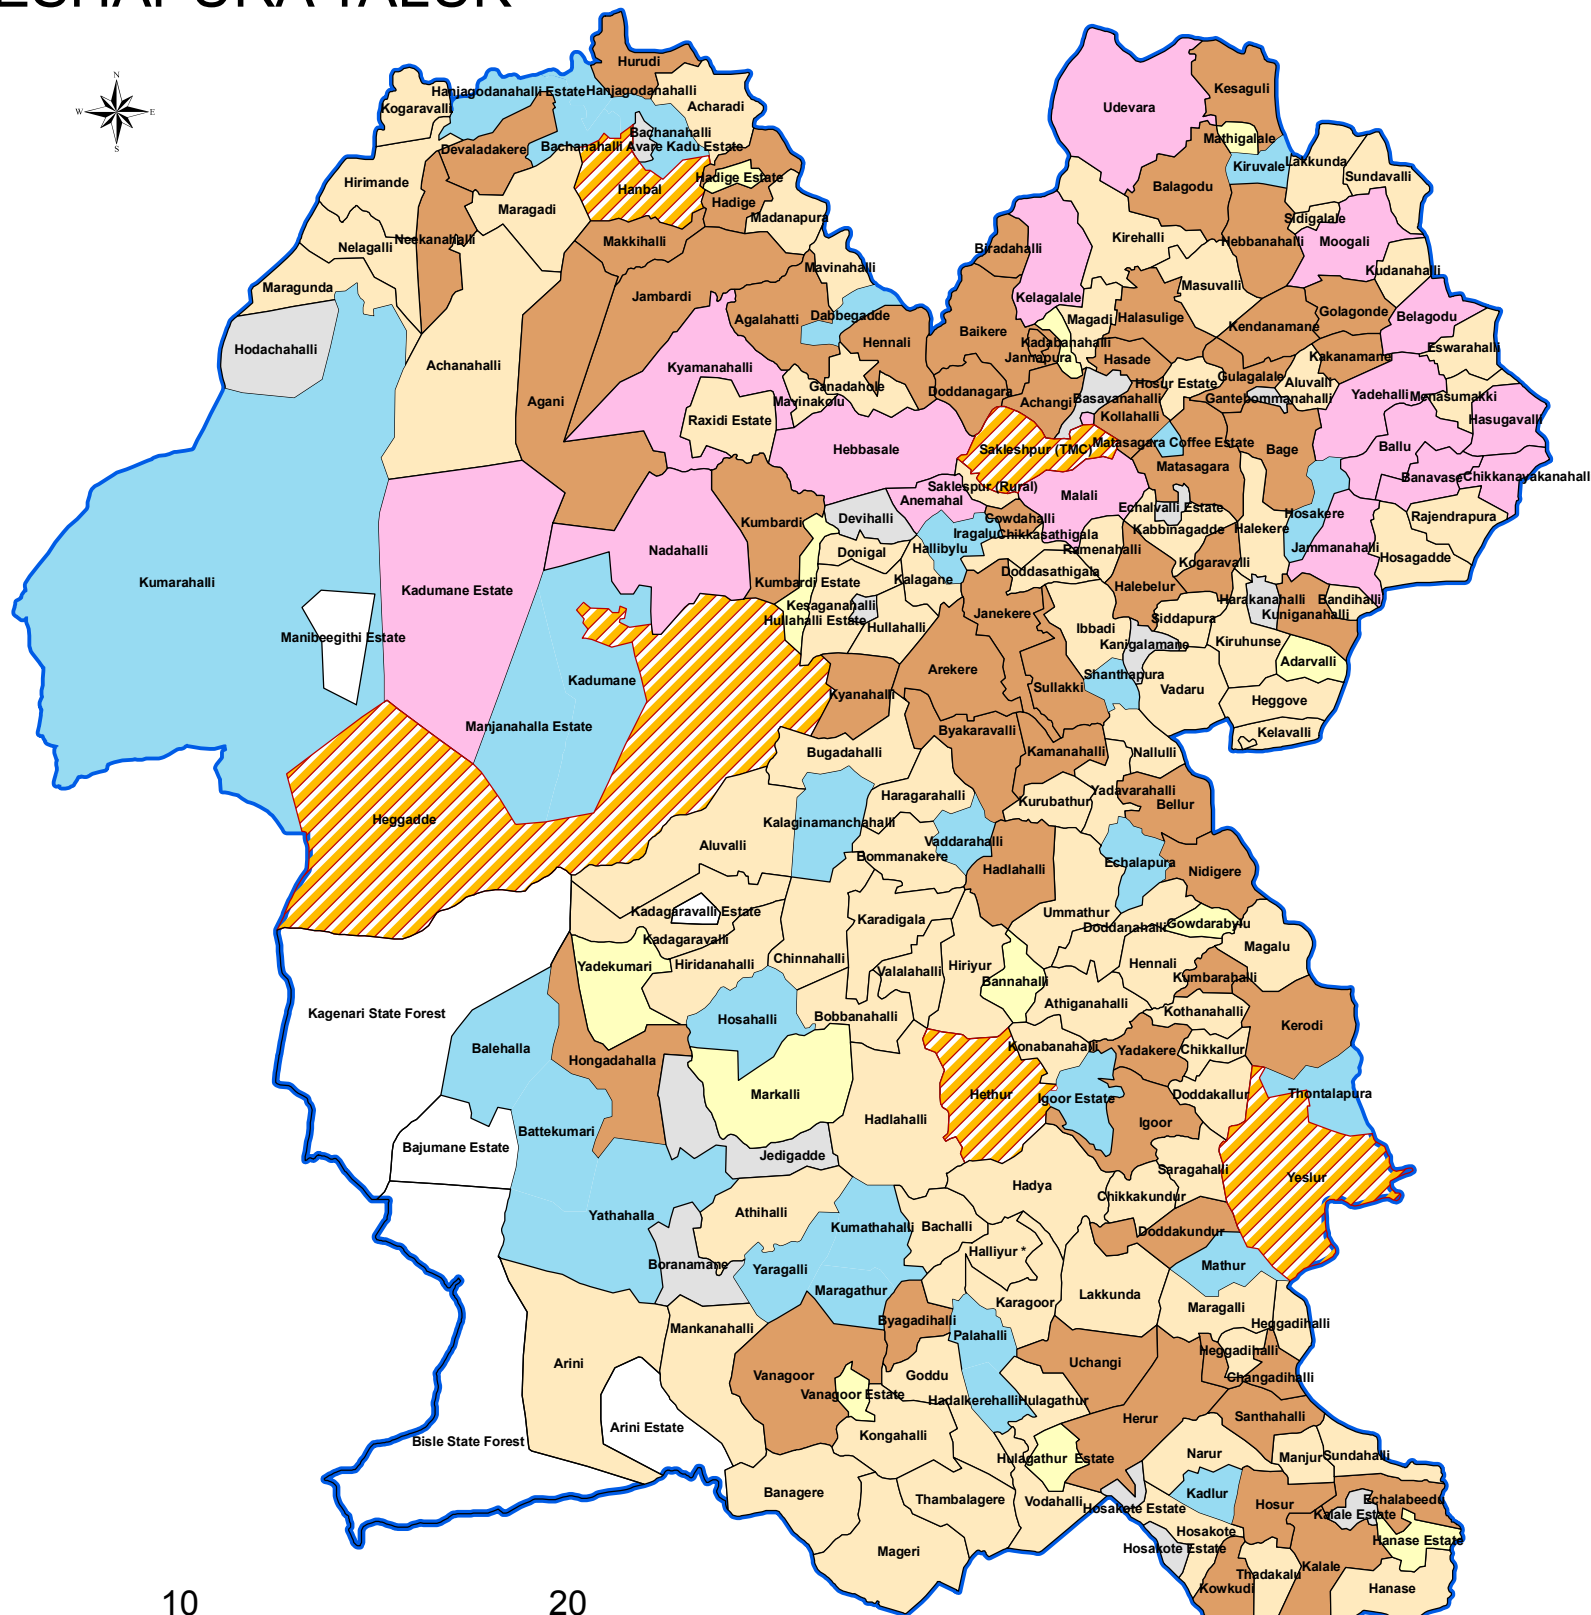 N
W E
S
Hurudi
Hanjagodanahalli Estate
Hanjagodanahalli
Kogaravalli
Acharadi
Bachanahalli
Devaladakere
Bachanahalli Avare Kadu Estate
Hadige Estate
Hirimande
Hanbal
Hadige
Maragadi
Madanapura
Nelagalli
Neekanahalli
Makkihalli
Mavinahalli
Maragunda
Jambardi
Agalahatti
Dabbegadde
Hodachahalli
Hennali
Achanahalli
Kyamanahalli
Ganadahole
Agani
Mavinakolu
Raxidi Estate
Hebbasale
Udevara
Kesaguli
Mathigalale
Kiruvale
Lakkunda
Sundavalli
Balagodu
Sidigalale
Biradahalli
Kirehalli
Hebbanahalli
Moogali
Kudanahalli
Masuvalli
Kelagalale
Magadi
Halasulige
Golagonde
Belagodu
Kendanamane
Baikere
Kadabanahalli
Jannapura
Hasade
Kakanamane
Eswarahalli
Gulagalale
Hosur Estate
Aluvalli
Doddanagara
Achangi
Basavanahalli
Gantebommanahalli
Yadehalli
Menasumakki
Kollahalli
Hasugavalli
Sakleshpur (TMC)
Matasagara Coffee Estate
Bage
Ballu
Matasagara
Saklespur (Rural)
Anemahal
Malali
Banavase
Chikkanayakanahall
Echalvalli Estate
Devihalli
Kumbardi
Gowdahalli
Hosakere
Rajendrapura
Iragalu
Chikkasathigala
Kabbinagadde
Halekere
Nadahalli
Donigal
Hallibylu
Ramenahalli
Jammanahalli
Hosagadde
Kogaravalli
Kumarahalli
Kadumane Estate
Kumbardi Estate
Kalagane
Doddasathigala
Halebelur
Kesaganahalli
Janekere
Harakanahalli
Bandihalli
Hullahalli Estate
Hullahalli
Siddapura
Kuniganahalli
Manibeegithi Estate
Ibbadi
Kanigalamane
Kiruhunse
Adarvalli
Kadumane
Arekere
Shanthapura
Kyanahalli
Sullakki
Vadaru
Heggove
Manjanahalla Estate
Byakaravalli
Kelavalli
Bugadahalli
Kamanahalli
Nallulli
Haragarahalli
Yadavarahalli
Kurubathur
Bellur
Heggadde
Kalaginamanchahalli
Vaddarahalli
Aluvalli
Bommanakere
Echalapura
Hadlahalli
Nidigere
Kadagaravalli Estate
Karadigala
Ummathur
Doddanahalli
Gowdarabylu
Kadagaravalli
Magalu
Chinnahalli
Yadekumari
Hiridanahalli
Valalahalli
Hiriyur
Hennali
Bannahalli
Kumbarahalli
Athiganahalli
Kagenari State Forest
Hosahalli
Bobbanahalli
Kothanahalli
Kerodi
Balehalla
Hongadahalla
Konabanahalli
Yadakere
Chikkallur
Markalli
Hethur
Igoor Estate
Doddakallur
Thontalapura
Hadlahalli
Igoor
Battekumari
Bajumane Estate
Jedigadde
Saragahalli
Yeslur
Hadya
Chikkakundur
Yathahalla
Athihalli
Kumathahalli
Bachalli
Doddakundur
Halliyur *
Boranamane
Yaragalli
Mathur
Maragathur
Karagoor
Lakkunda
Maragalli
Mankanahalli
Byagadihalli
Palahalli
Heggadihalli
Arini
Uchangi
Heggadihalli
Vanagoor
Goddu
Changadihalli
Vanagoor Estate
Hadalkerehalli
Hulagathur
Arini Estate
Herur
Santhahalli
Bisle State Forest
Kongahalli
Narur
Hulagathur Estate
Manjur
Sundahalli
Banagere
Thambalagere
Vodahalli
Kadlur
Hosakote Estate
Hosur
Echalabeedu
Kalale Estate
Hosakote
Hanase Estate
Mageri
Hosakote Estate
Thadakalu
Kalale
Kowkudi
Hanase
10 20